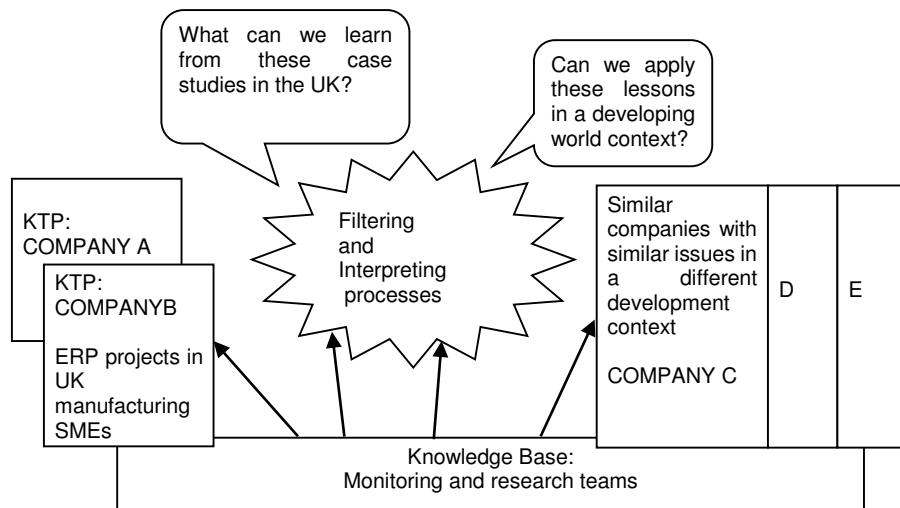 What can we learn
from these case
studies in the UK?
Can we apply
these lessons
in a developing
world context?
KTP:
COMPANY A
KTP:
COMPANYB
ERP projects in
UK
manufacturing
SMEs
Filtering
and
Interpreting
processes
Similar
companies with
similar issues in
a different
development
context
COMPANY C
D
E
Knowledge Base:
Monitoring and research teams